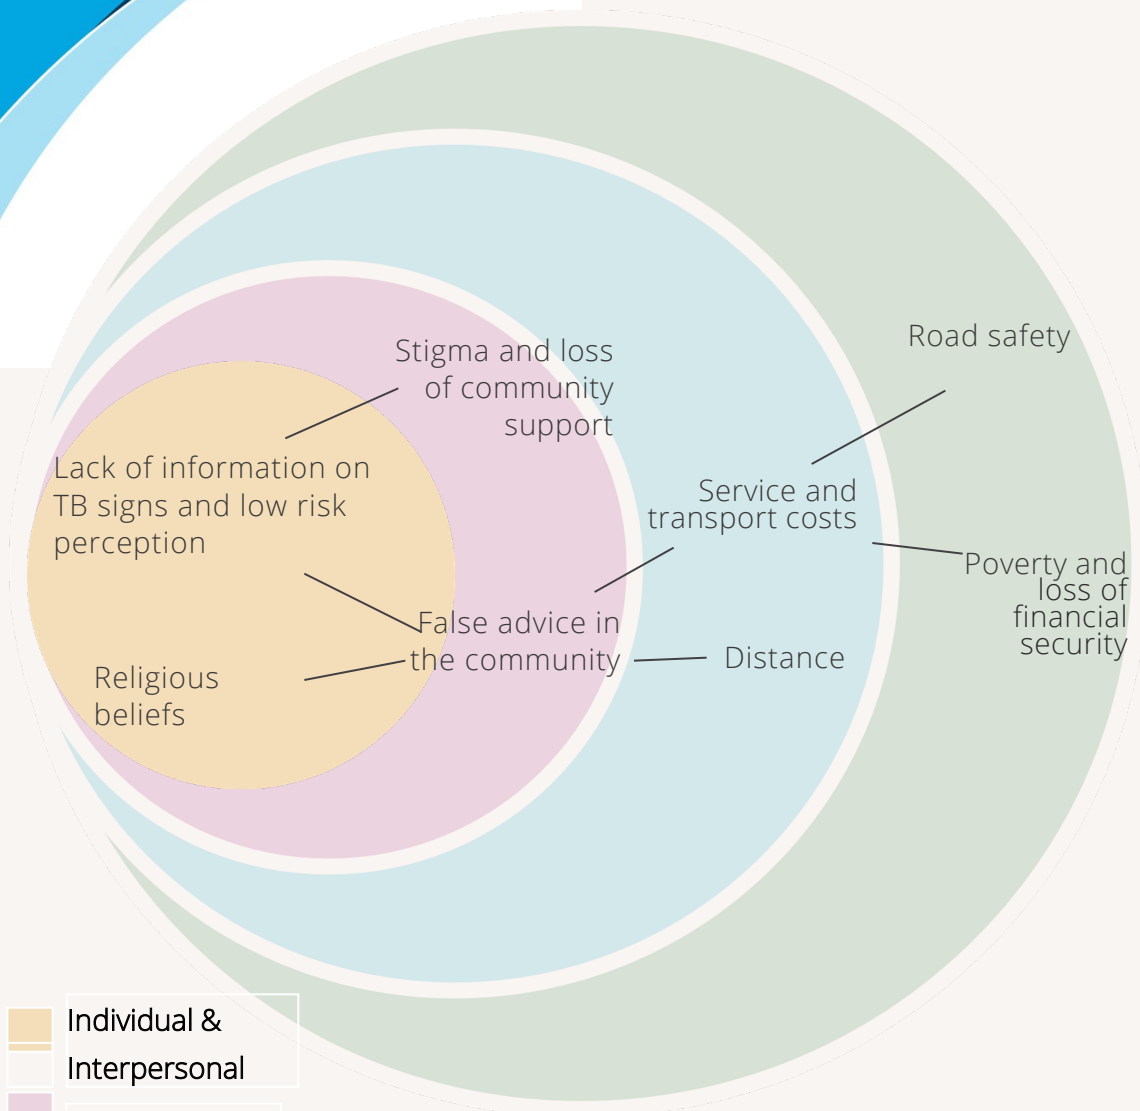 Road safety
Stigma and loss
of community
support
Lack of information on
TB signs and low risk
perception
Service and
transport costs
Poverty and
loss of
financial
security
False advice in
the community
Distance
Religious
beliefs
Individual &
Interpersonal